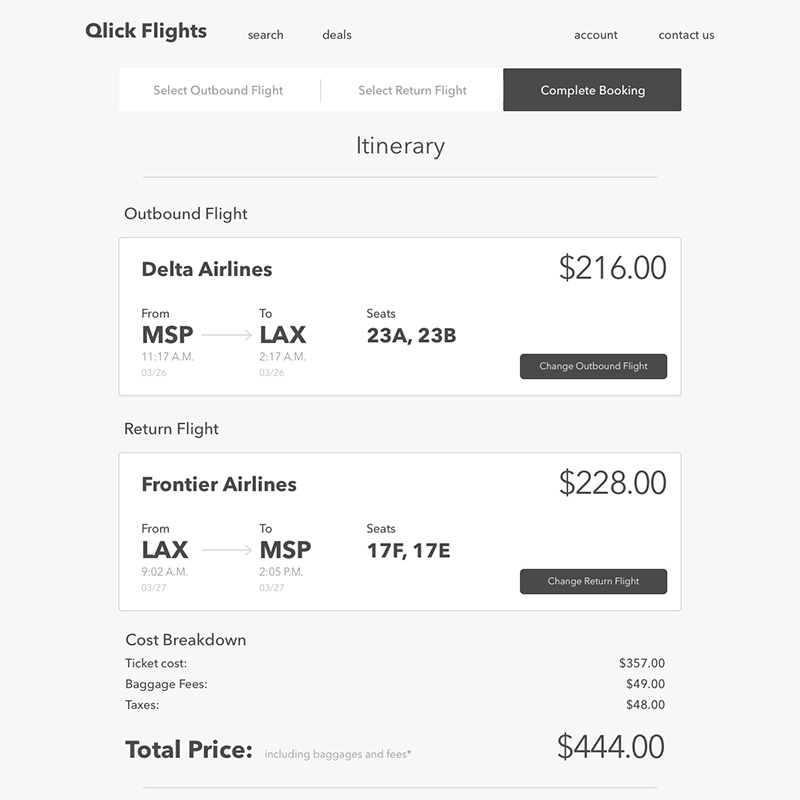 Qlick Flights search deals account contact us
Select Outbound Flight Select Return Flight Complete Booking
Itinerary
Outbound Flight
Delta Airlines $216.00
From To Seats
MSP LAX 23A, 23B
11:17 A.M. 2:17 A.M.
03/26 03/26
Change Outbound Flight
Return Flight
Frontier Airlines $228.00
From To Seats
LAX MSP 17F, 17E
9:02 A.M. 2:05 P.M.
03/27 03/27
Change Return Flight
Cost Breakdown
Ticket cost: $357.00
Baggage Fees: $49.00
Taxes: $48.00
Total Price: including baggages and fees* $444.00